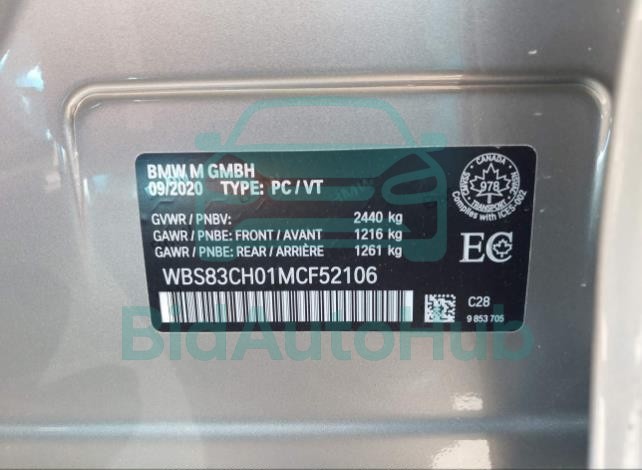 BMW M GMBH
09/2020 TYPE: PC / VT
GVWR / PNBV: 2440 kg
GAWR / PNBE: FRONT / AVANT 1216 kg
GAWR / PNBE: REAR / ARRIÈRE 1261 kg
WBS83CH01MCF52106
CANADA
978
TRANSPORT
Complies with ICES-002
EC
C28
9 853 705
BidAutoHub